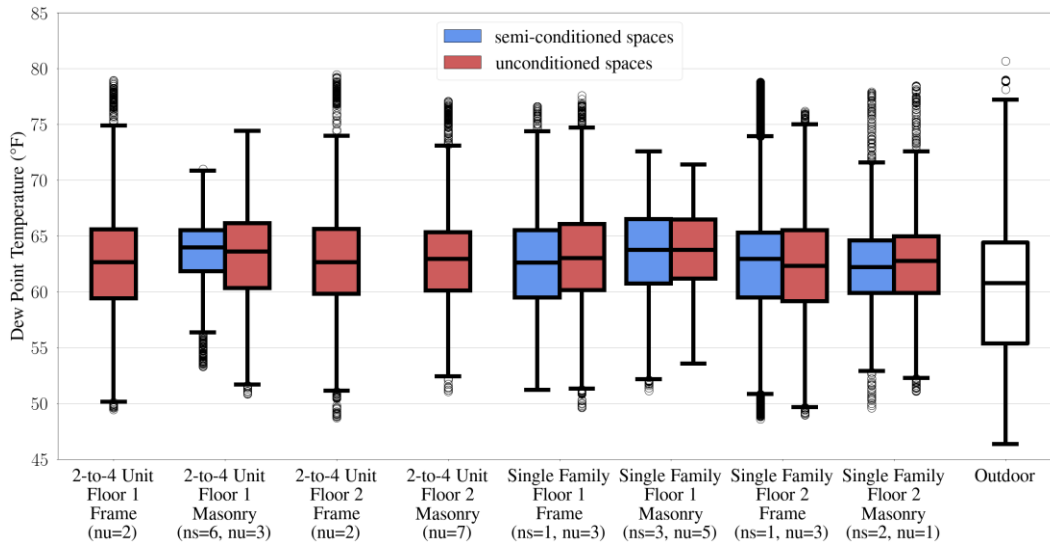 85
80
75
70
65
60
55
50
45
Dew Point Temperature (°F)
semi-conditioned spaces
unconditioned spaces
2-to-4 Unit
Floor 1
Frame
(nu=2)
2-to-4 Unit
Floor 1
Masonry
(ns=6, nu=3)
2-to-4 Unit
Floor 2
Frame
(nu=2)
2-to-4 Unit
Floor 2
Masonry
(nu=7)
Single Family
Floor 1
Frame
(ns=1, nu=3)
Single Family
Floor 1
Masonry
(ns=3, nu=5)
Single Family
Floor 2
Frame
(ns=1, nu=3)
Single Family
Floor 2
Masonry
(ns=2, nu=1)
Outdoor